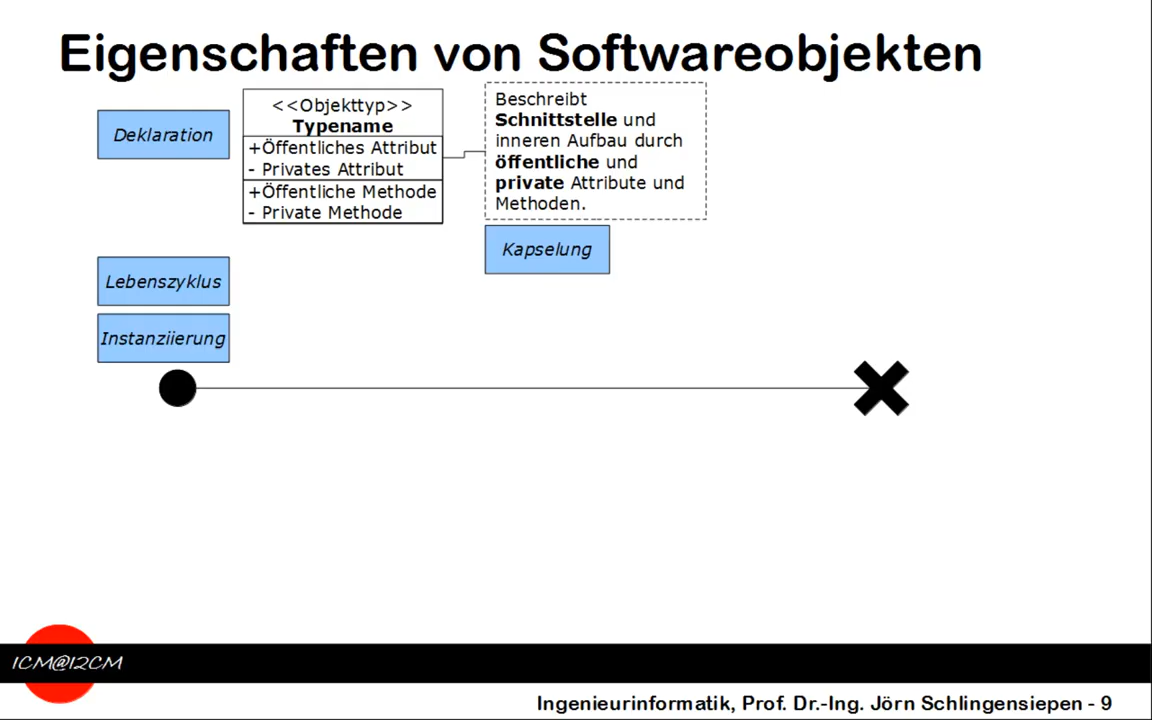 Eigenschaften von Softwareobjekten
Deklaration
<<Objekttyp>>
Typename
+Öffentliches Attribut
- Privates Attribut
+Öffentliche Methode
- Private Methode
Beschreibt
Schnittstelle und
inneren Aufbau durch
öffentliche und
private Attribute und
Methoden.
Kapselung
Lebenszyklus
Instanziierung
ICM@I2CM
Ingenieurinformatik, Prof. Dr.-Ing. Jörn Schlingensiepen - 9